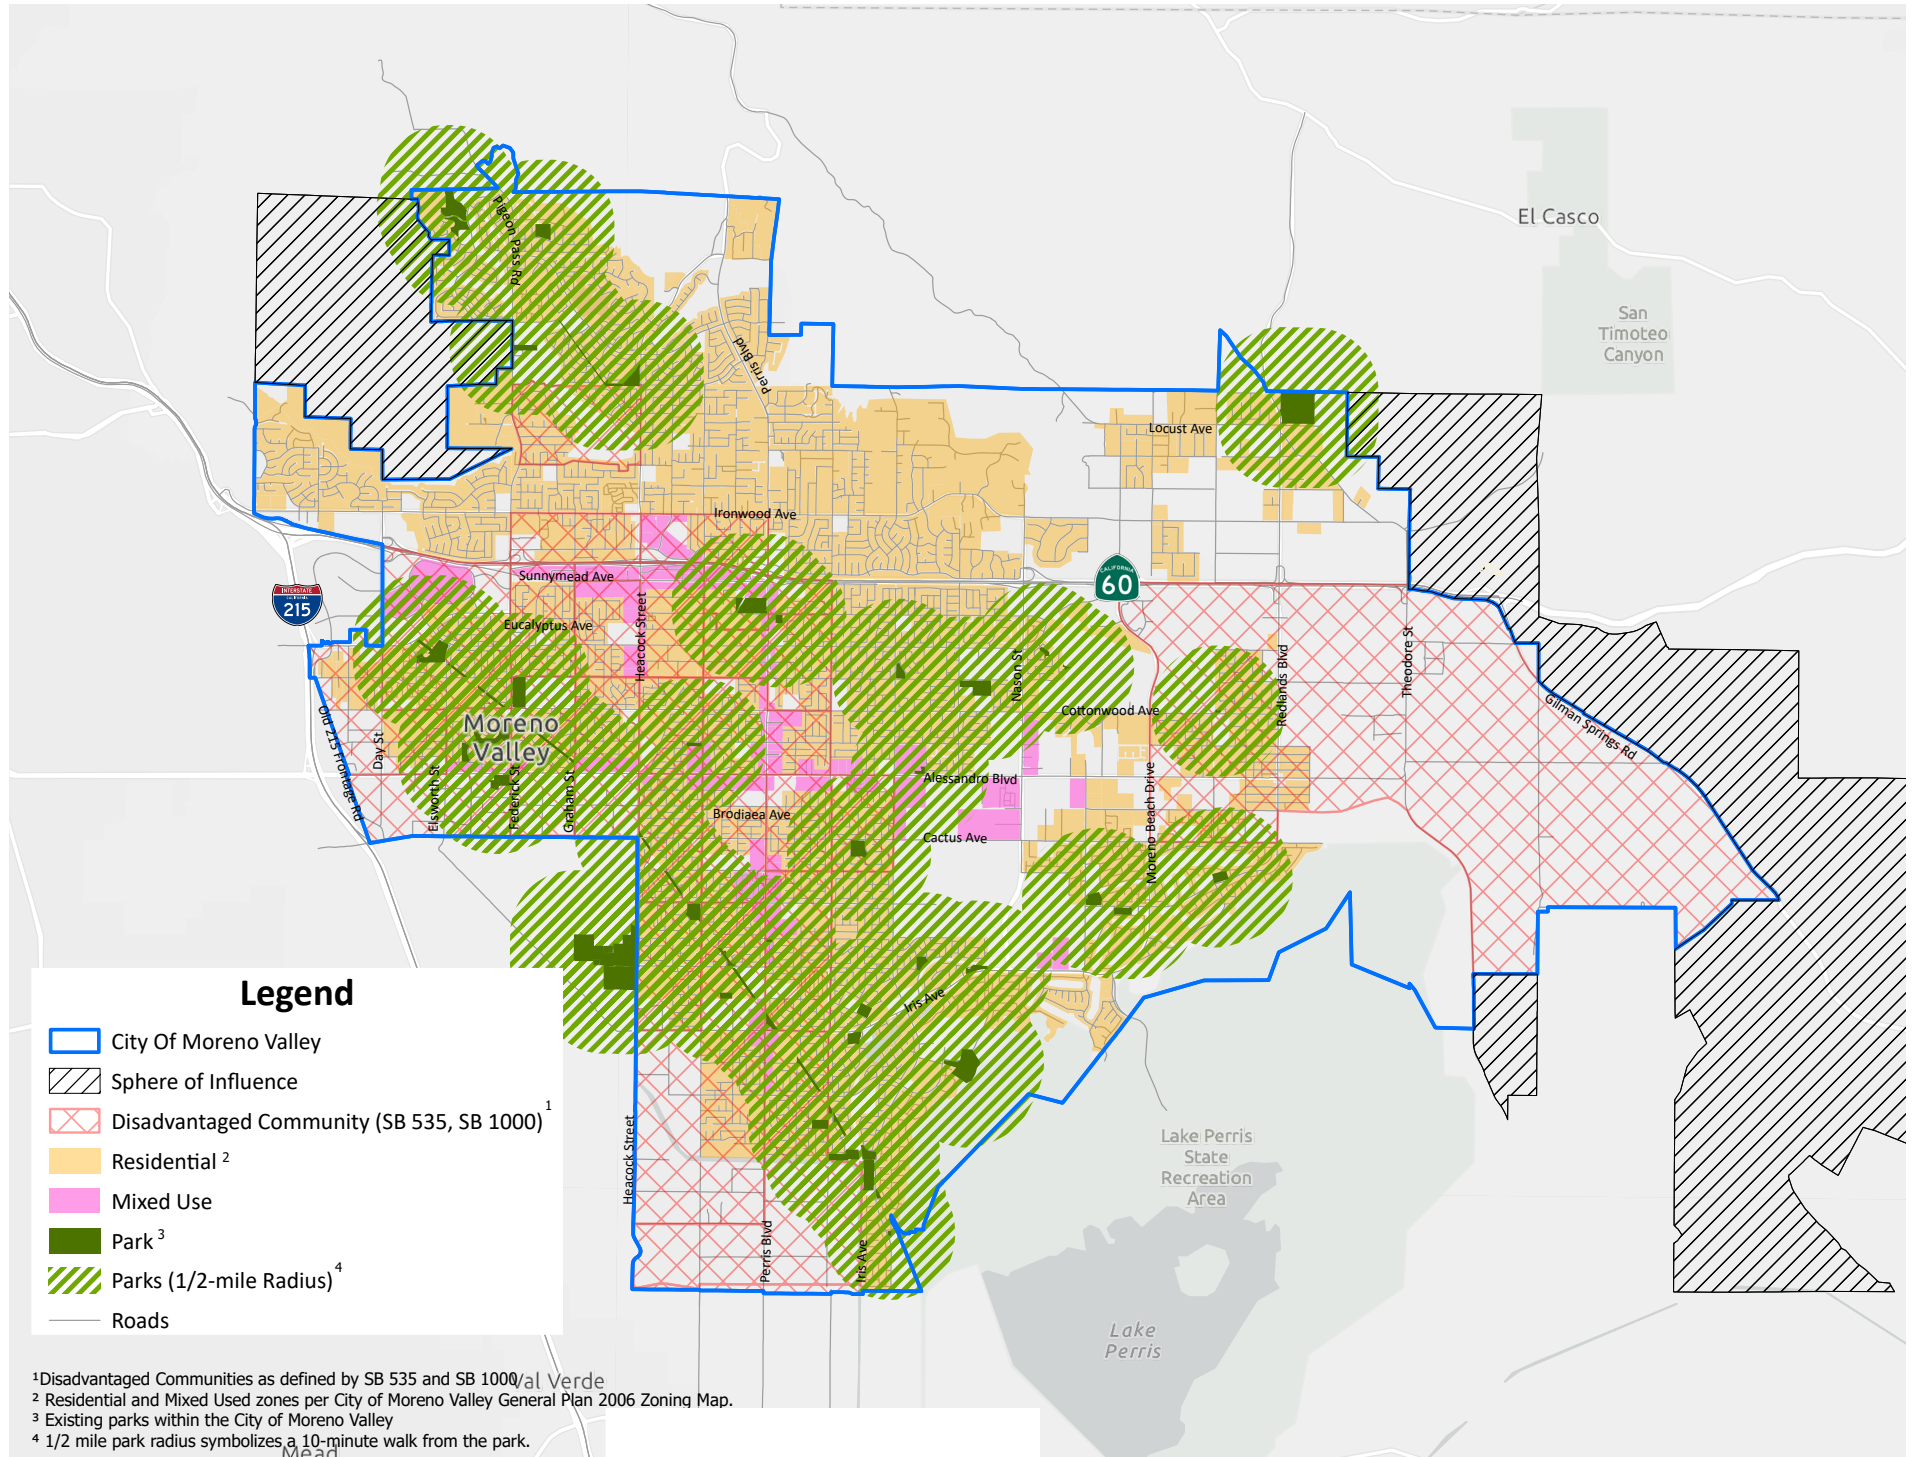 El Casco
San
Timoteo
Canyon
Pigeon Pass Rd
Perris Blvd
Locust Ave
Ironwood Ave
Sunnymead Ave
CALIFORNIA
60
INTERSTATE
CALIFORNIA
215
Eucalyptus Ave
Heacock Street
Nason St
Redlands Blvd
Theodore St
Gilman Springs Rd
Cottonwood Ave
Moreno
Valley
Old 215 Frontage Rd
Day St
Elsworth St
Federick St
Graham St
Alessandro Blvd
Brodiaea Ave
Cactus Ave
Moreno Beach Drive
Iris Ave
Heacock Street
Perris Blvd
Iris Ave
Lake Perris
State
Recreation
Area
Lake
Perris
Legend
City Of Moreno Valley
Sphere of Influence
Disadvantaged Community (SB 535, SB 1000) 1
Residential 2
Mixed Use
Park 3
Parks (1/2-mile Radius) 4
Roads
¹Disadvantaged Communities as defined by SB 535 and SB 1000
Val Verde
² Residential and Mixed Used zones per City of Moreno Valley General Plan 2006 Zoning Map.
³ Existing parks within the City of Moreno Valley
⁴ 1/2 mile park radius symbolizes a 10-minute walk from the park.
Mead